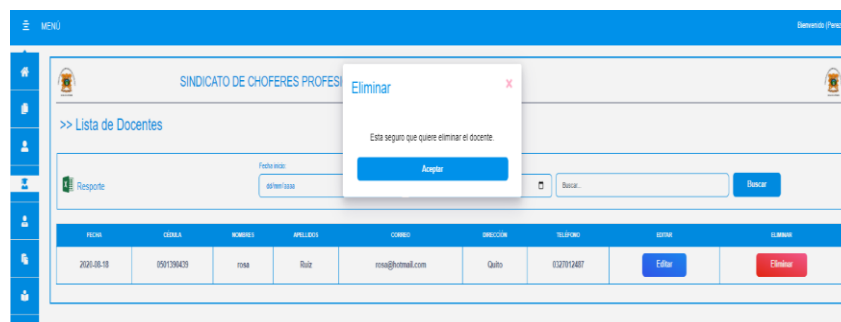 MENÚ
Bienvenido (Perez
SINDICATO DE CHOFERES PROFESI
Eliminar X
>> Lista de Docentes
Esta seguro que quiere eliminar el docente.
Aceptar
Fecha inicio:
Resporte dd/mm/aaaa Buscar.. Buscar
FECHA CÉDULA NOMBRES APELLIDOS CORREO DIRECCIÓN TELÉFONO EDITAR ELIMINAR
2020-08-18 0501398439 rosa Ruiz rosa@hotmail.com Quito 0327012487 Editar Eliminar